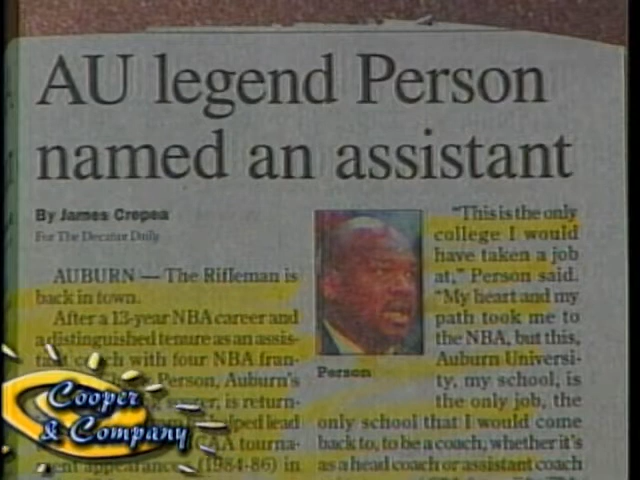 AU legend Person
named an assistant
By James Crepea
For The Decatur Daily
AUBURN — The Rifleman is
back in town.
After a 13-year NBA career and
a distinguished tenure as an assis-
tant coach with four NBA fran-
Person, Auburn's
is return-
lead
tourna-
appearance (1984-86) in
Person
"This is the only
college I would
have taken a job
at," Person said.
"My heart and my
path took me to
the NBA, but this,
Auburn Universi-
ty, my school, is
the only job, the
only school that I would come
back to, to be a coach, whether it's
as a head coach or assistant coach
Cooper
& Company